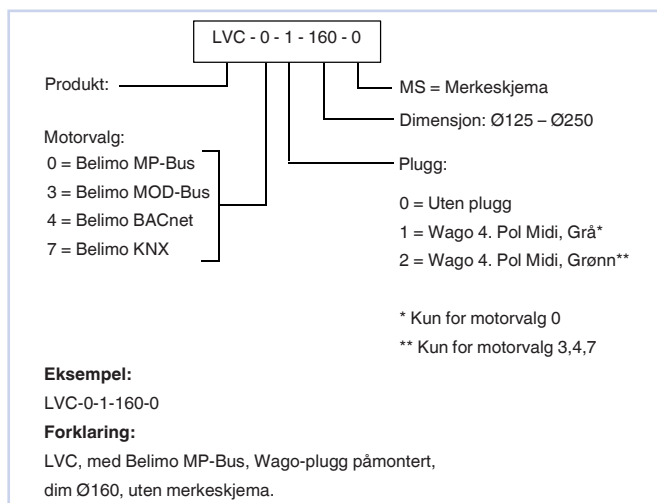 LVC - 0 - 1 - 160 - 0
Produkt:
MS = Merkeskjema
Dimensjon: Ø125 – Ø250
Motorvalg:
0 = Belimo MP-Bus
3 = Belimo MOD-Bus
4 = Belimo BACnet
7 = Belimo KNX
Plugg:
0 = Uten plugg
1 = Wago 4. Pol Midi, Grå*
2 = Wago 4. Pol Midi, Grønn**
* Kun for motorvalg 0
** Kun for motorvalg 3,4,7
Eksempel:
LVC-0-1-160-0
Forklaring:
LVC, med Belimo MP-Bus, Wago-plugg påmontert,
dim Ø160, uten merkeskjema.